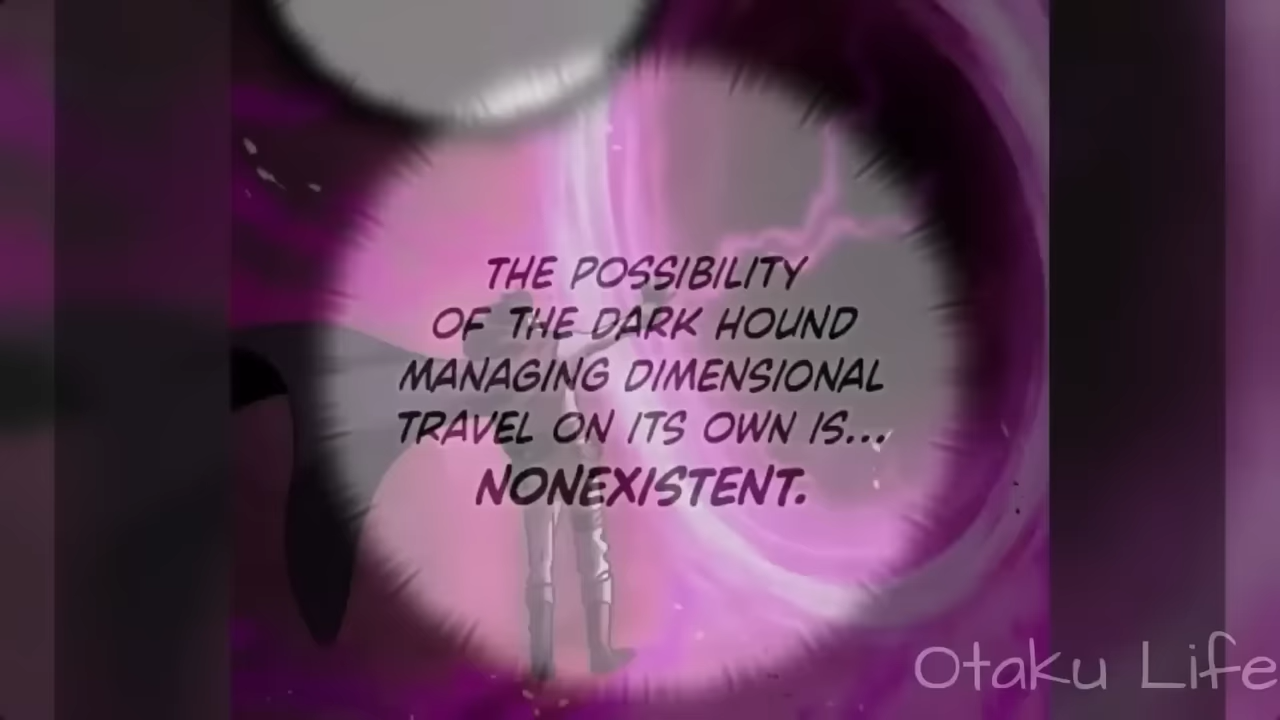 THE POSSIBILITY
OF THE DARK HOUND
MANAGING DIMENSIONAL
TRAVEL ON ITS OWN IS...
NONEXISTENT.
Otaku Life